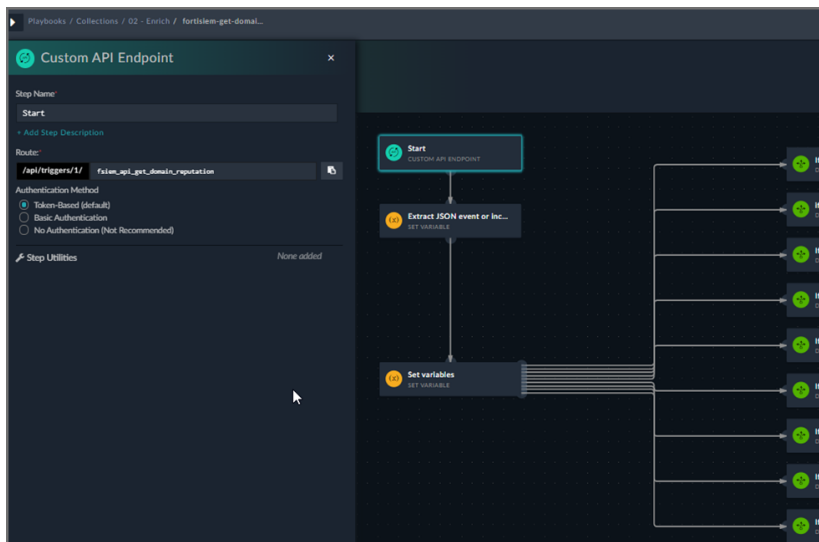 Playbooks / Collections / 02 - Enrich / fortisiem-get-domai...
Custom API Endpoint
×
Step Name*
Start
+ Add Step Description
Route:*
/api/triggers/1/ fsiem_api_get_domain_reputation
Authentication Method
Token-Based (default)
Basic Authentication
No Authentication (Not Recommended)
Step Utilities
None added
Start
CUSTOM API ENDPOINT
(x) Extract JSON event or inc...
SET VARIABLE
(x) Set variables
SET VARIABLE